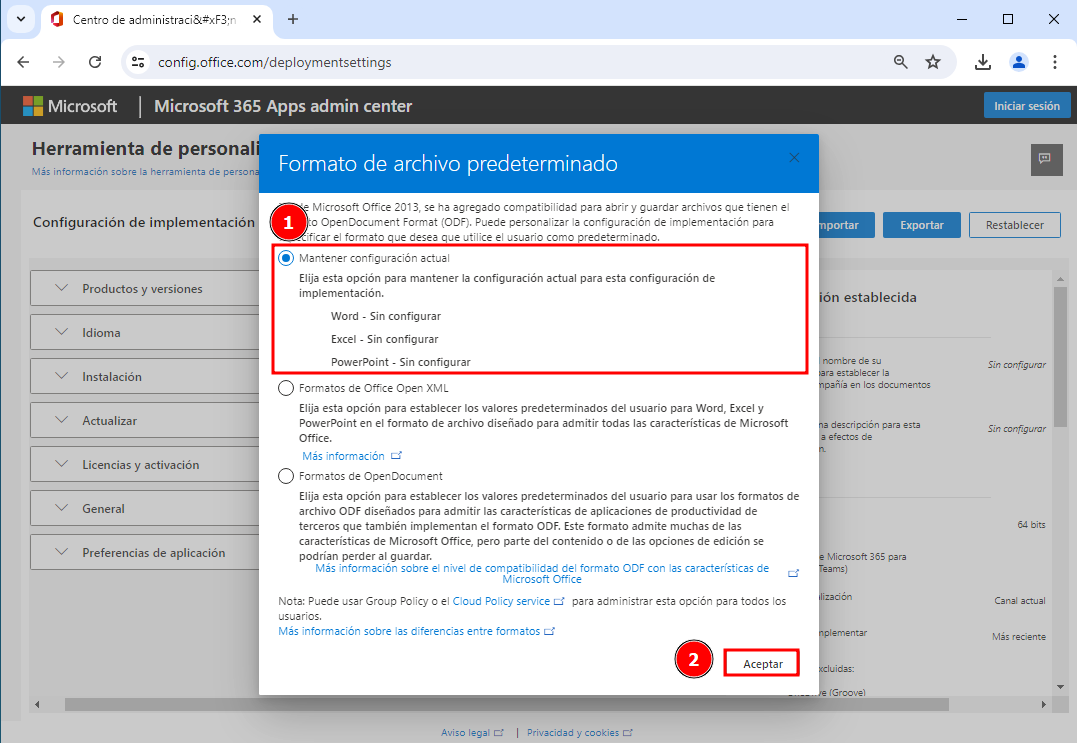 Centro de administraci&#xF3;n
config.office.com/deploymentsettings
Microsoft
Microsoft 365 Apps admin center
Iniciar sesión
Herramienta de personali
Más información sobre la herramienta de persona
Configuración de implementación
mportar
Exportar
Restablecer
Productos y versiones
Idioma
Instalación
Actualizar
Licencias y activación
General
Preferencias de aplicación
Formato de archivo predeterminado
1
Microsoft Office 2013, se ha agregado compatibilidad para abrir y guardar archivos que tienen el
OpenDocument Format (ODF). Puede personalizar la configuración de implementación para
el formato que desea que utilice el usuario como predeterminado.
Mantener configuración actual
Elija esta opción para mantener la configuración actual para esta configuración de
implementación.
Word - Sin configurar
Excel - Sin configurar
PowerPoint - Sin configurar
Formatos de Office Open XML
Elija esta opción para establecer los valores predeterminados del usuario para Word, Excel y
PowerPoint en el formato de archivo diseñado para admitir todas las características de Microsoft
Office.
Más información
Formatos de OpenDocument
Elija esta opción para establecer los valores predeterminados del usuario para usar los formatos de
archivo ODF diseñados para admitir las características de aplicaciones de productividad de
terceros que también implementan el formato ODF. Este formato admite muchas de las
características de Microsoft Office, pero parte del contenido o de las opciones de edición se
podrían perder al guardar.
Más información sobre el nivel de compatibilidad del formato ODF con las características de
Microsoft Office
Nota: Puede usar Group Policy o el Cloud Policy service para administrar esta opción para todos los
usuarios.
Más información sobre las diferencias entre formatos
2
Aceptar
ión establecida
nombre de su
para establecer la
mpañía en los documentos
Sin configurar
na descripción para esta
a efectos de
n.
Sin configurar
64 bits
e Microsoft 365 para
Teams)
lización
Canal actual
mplementar
Más reciente
xcluidas:
(Groove)
Aviso legal
Privacidad y cookies